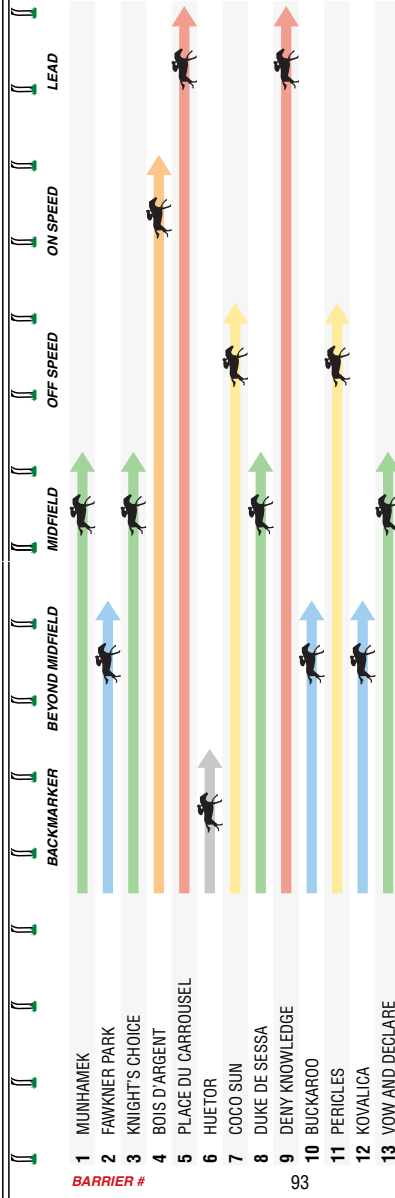 BARRIER #
1 MUNHAMEK
2 FAWKNER PARK
3 KNIGHT'S CHOICE
4 BOIS D'ARGENT
5 PLACE DU CARROUSEL
6 HUETOR
7 COCO SUN
8 DUKE DE SESSA
9 DENY KNOWLEDGE
10 BUCKAROO
11 PERICLES
12 KOVALICA
13 VOW AND DECLARE
BACKMARKER
BEYOND MIDFIELD
MIDFIELD
OFF SPEED
ON SPEED
LEAD
93